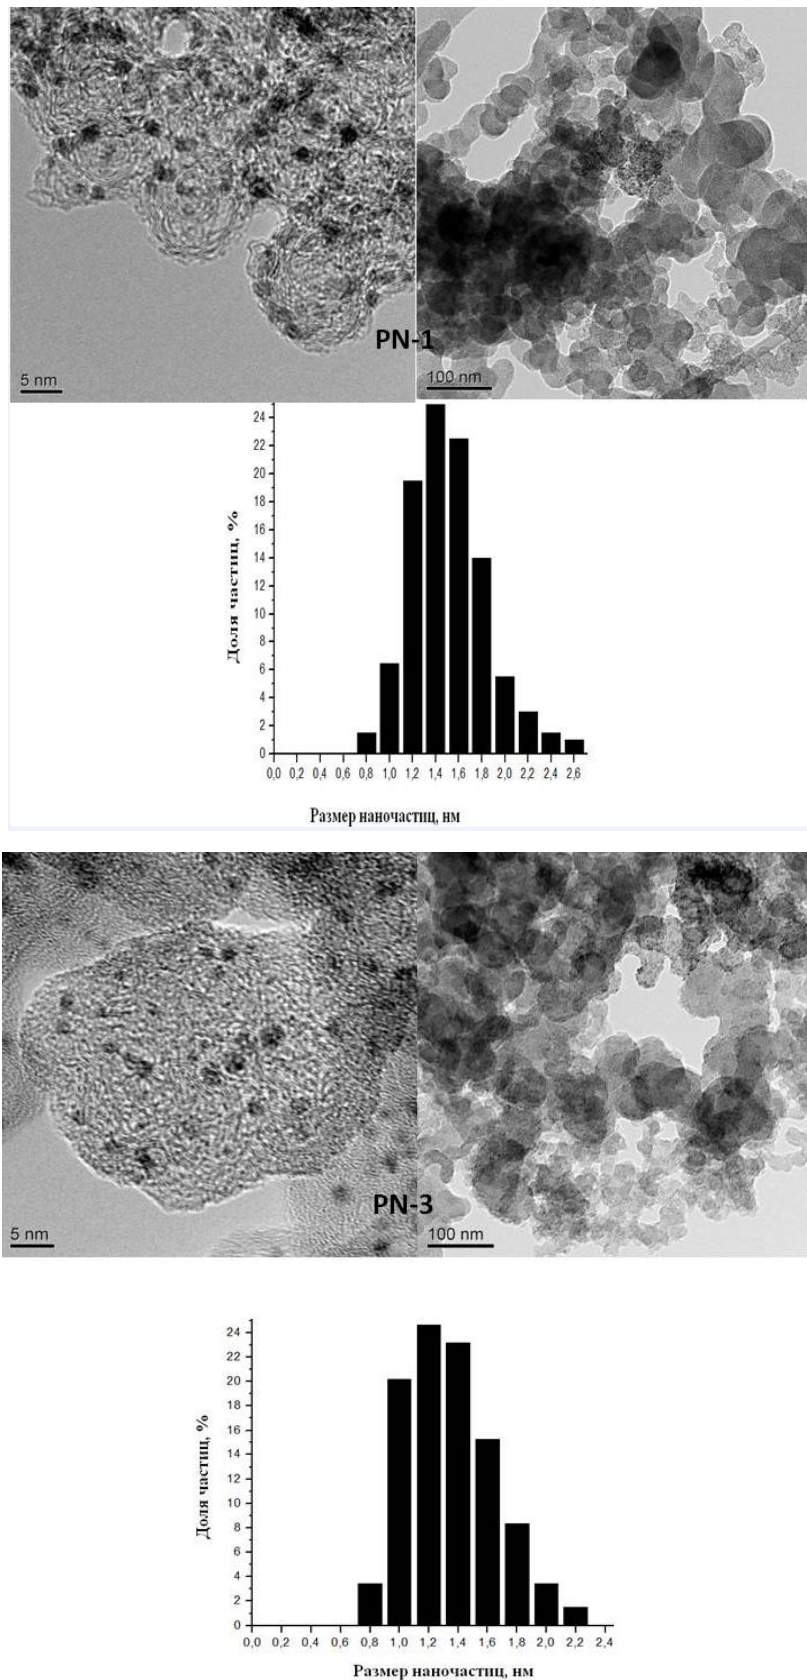 PN-1
5 nm
100 nm
24
22
20
18
16
14
12
10
8
6
4
2
0
Доля частиц, %
0,0 0,2 0,4 0,6 0,8 1,0 1,2 1,4 1,6 1,8 2,0 2,2 2,4 2,6
Размер наночастиц, нм
PN-3
5 nm
100 nm
24
22
20
18
16
14
12
10
8
6
4
2
0
Доля частиц, %
0,0 0,2 0,4 0,6 0,8 1,0 1,2 1,4 1,6 1,8 2,0 2,2 2,4
Размер наночастиц, нм